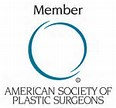 Member
AMERICAN SOCIETY OF
PLASTIC SURGEONS